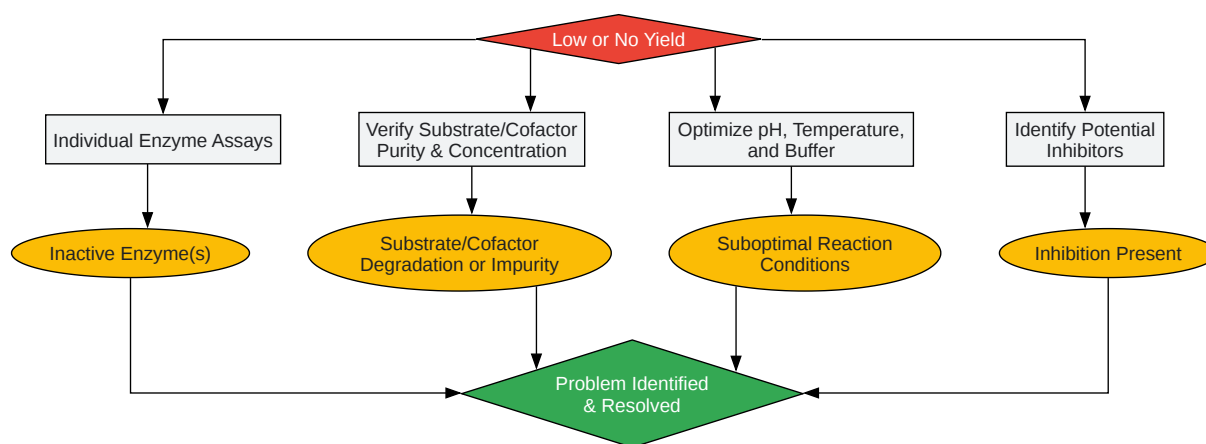 Low or No Yield
Individual Enzyme Assays
Verify Substrate/Cofactor
Purity & Concentration
Optimize pH, Temperature,
and Buffer
Identify Potential
Inhibitors
Inactive Enzyme(s)
Substrate/Cofactor
Degradation or Impurity
Suboptimal Reaction
Conditions
Inhibition Present
Problem Identified
& Resolved